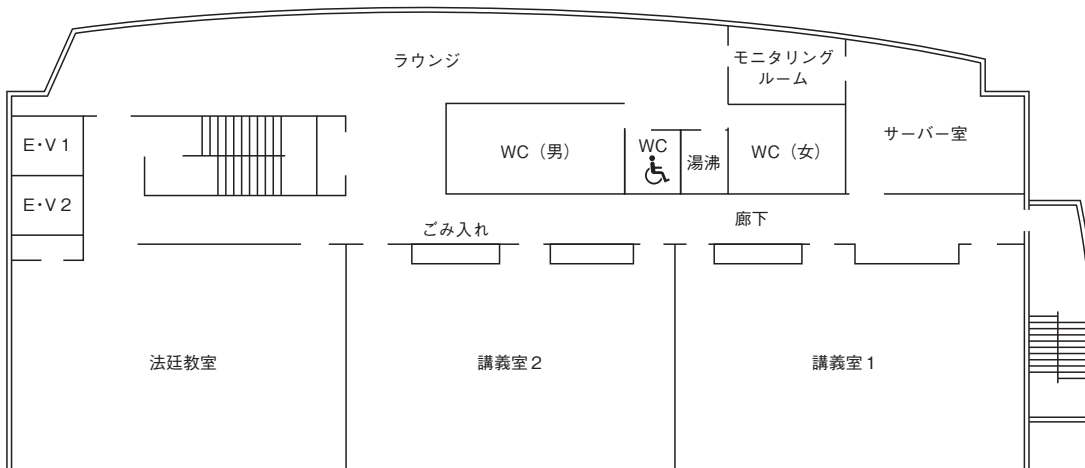 ラウンジ
モニタリング
ルーム
E・V1
WC（男）
WC
湯沸
WC（女）
サーバー室
E・V2
ごみ入れ
廊下
法廷教室
講義室2
講義室1